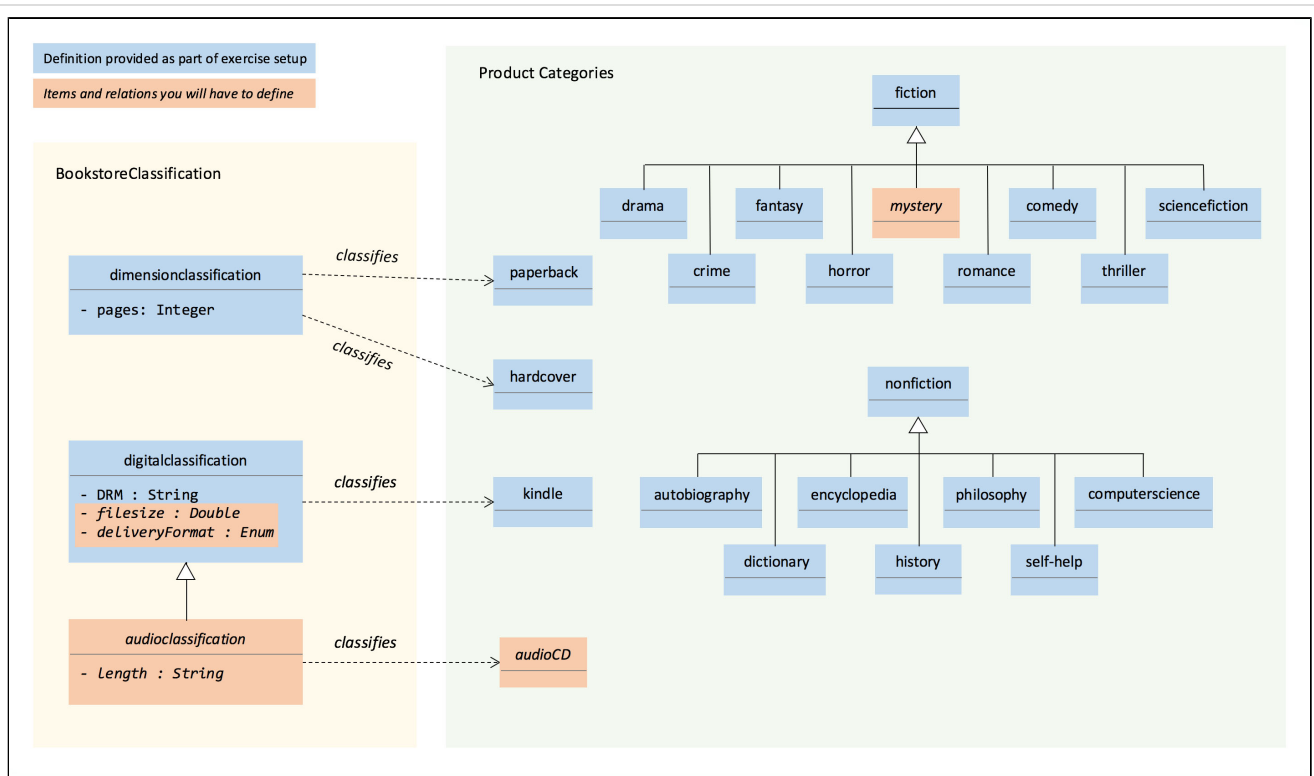 Definition provided as part of exercise setup
Items and relations you will have to define
BookstoreClassification
dimensionclassification
- pages: Integer
classifies
classifies
digitalclassification
- DRM : String
- filesize : Double
- deliveryFormat : Enum
classifies
audioclassification
- length : String
classifies
Product Categories
fiction
drama
fantasy
mystery
comedy
sciencefiction
crime
horror
romance
thriller
paperback
hardcover
kindle
audioCD
nonfiction
autobiography
encyclopedia
philosophy
computerscience
dictionary
history
self-help